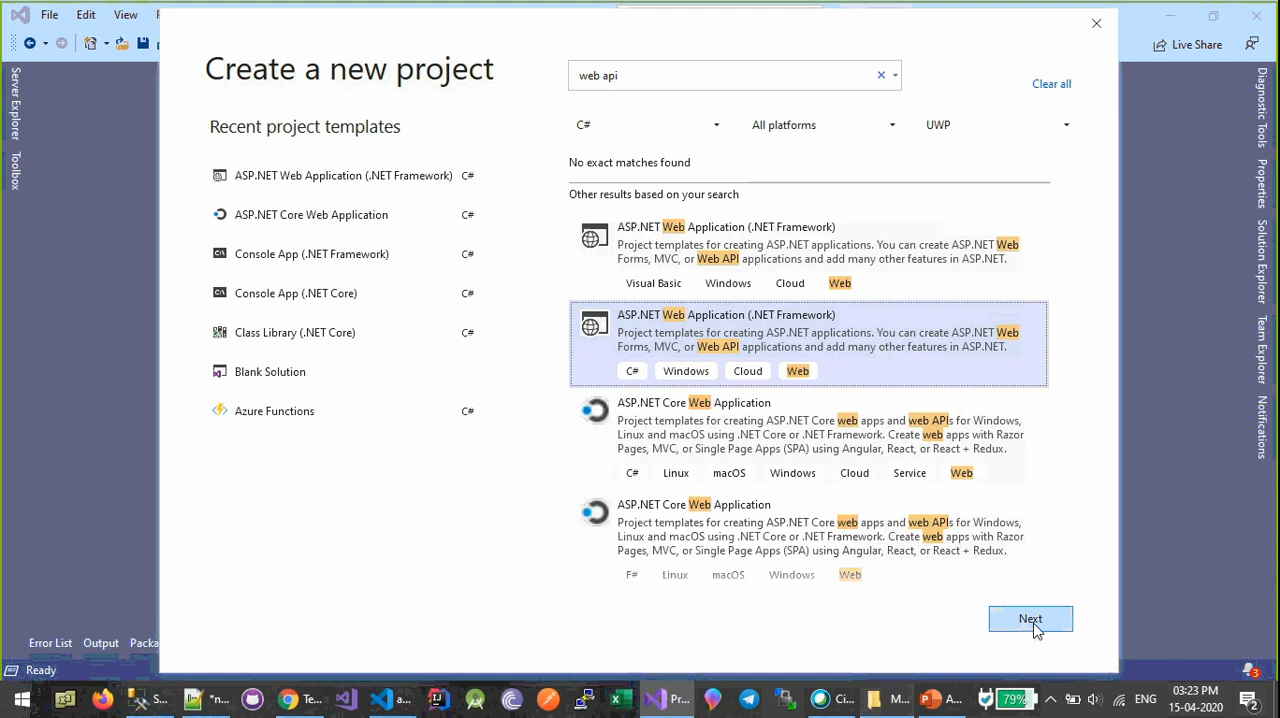 File Edit View
Live Share
Server Explorer
Toolbox
Create a new project
web api
Clear all
Recent project templates
C# All platforms UWP
No exact matches found
Other results based on your search
ASP.NET Web Application (.NET Framework) C#
ASP.NET Core Web Application C#
Console App (.NET Framework) C#
Console App (.NET Core) C#
Class Library (.NET Core) C#
Blank Solution
Azure Functions C#
ASP.NET Web Application (.NET Framework)
Project templates for creating ASP.NET applications. You can create ASP.NET Web
Forms, MVC, or Web API applications and add many other features in ASP.NET.
Visual Basic Windows Cloud Web
ASP.NET Web Application (.NET Framework)
Project templates for creating ASP.NET applications. You can create ASP.NET Web
Forms, MVC, or Web API applications and add many other features in ASP.NET.
C# Windows Cloud Web
ASP.NET Core Web Application
Project templates for creating ASP.NET Core web apps and web APIs for Windows,
Linux and macOS using .NET Core or .NET Framework. Create web apps with Razor
Pages, MVC, or Single Page Apps (SPA) using Angular, React, or React + Redux.
C# Linux macOS Windows Cloud Service Web
ASP.NET Core Web Application
Project templates for creating ASP.NET Core web apps and web APIs for Windows,
Linux and macOS using .NET Core or .NET Framework. Create web apps with Razor
Pages, MVC, or Single Page Apps (SPA) using Angular, React, or React + Redux.
F# Linux macOS Windows Web
Next
Diagnostic Tools
Properties
Solution Explorer
Team Explorer
Notifications
Error List Output Packa
Ready 3
S... "n... Te... a... Pr... Ci... M... A... 79% ENG 03:23 PM
15-04-2020 2